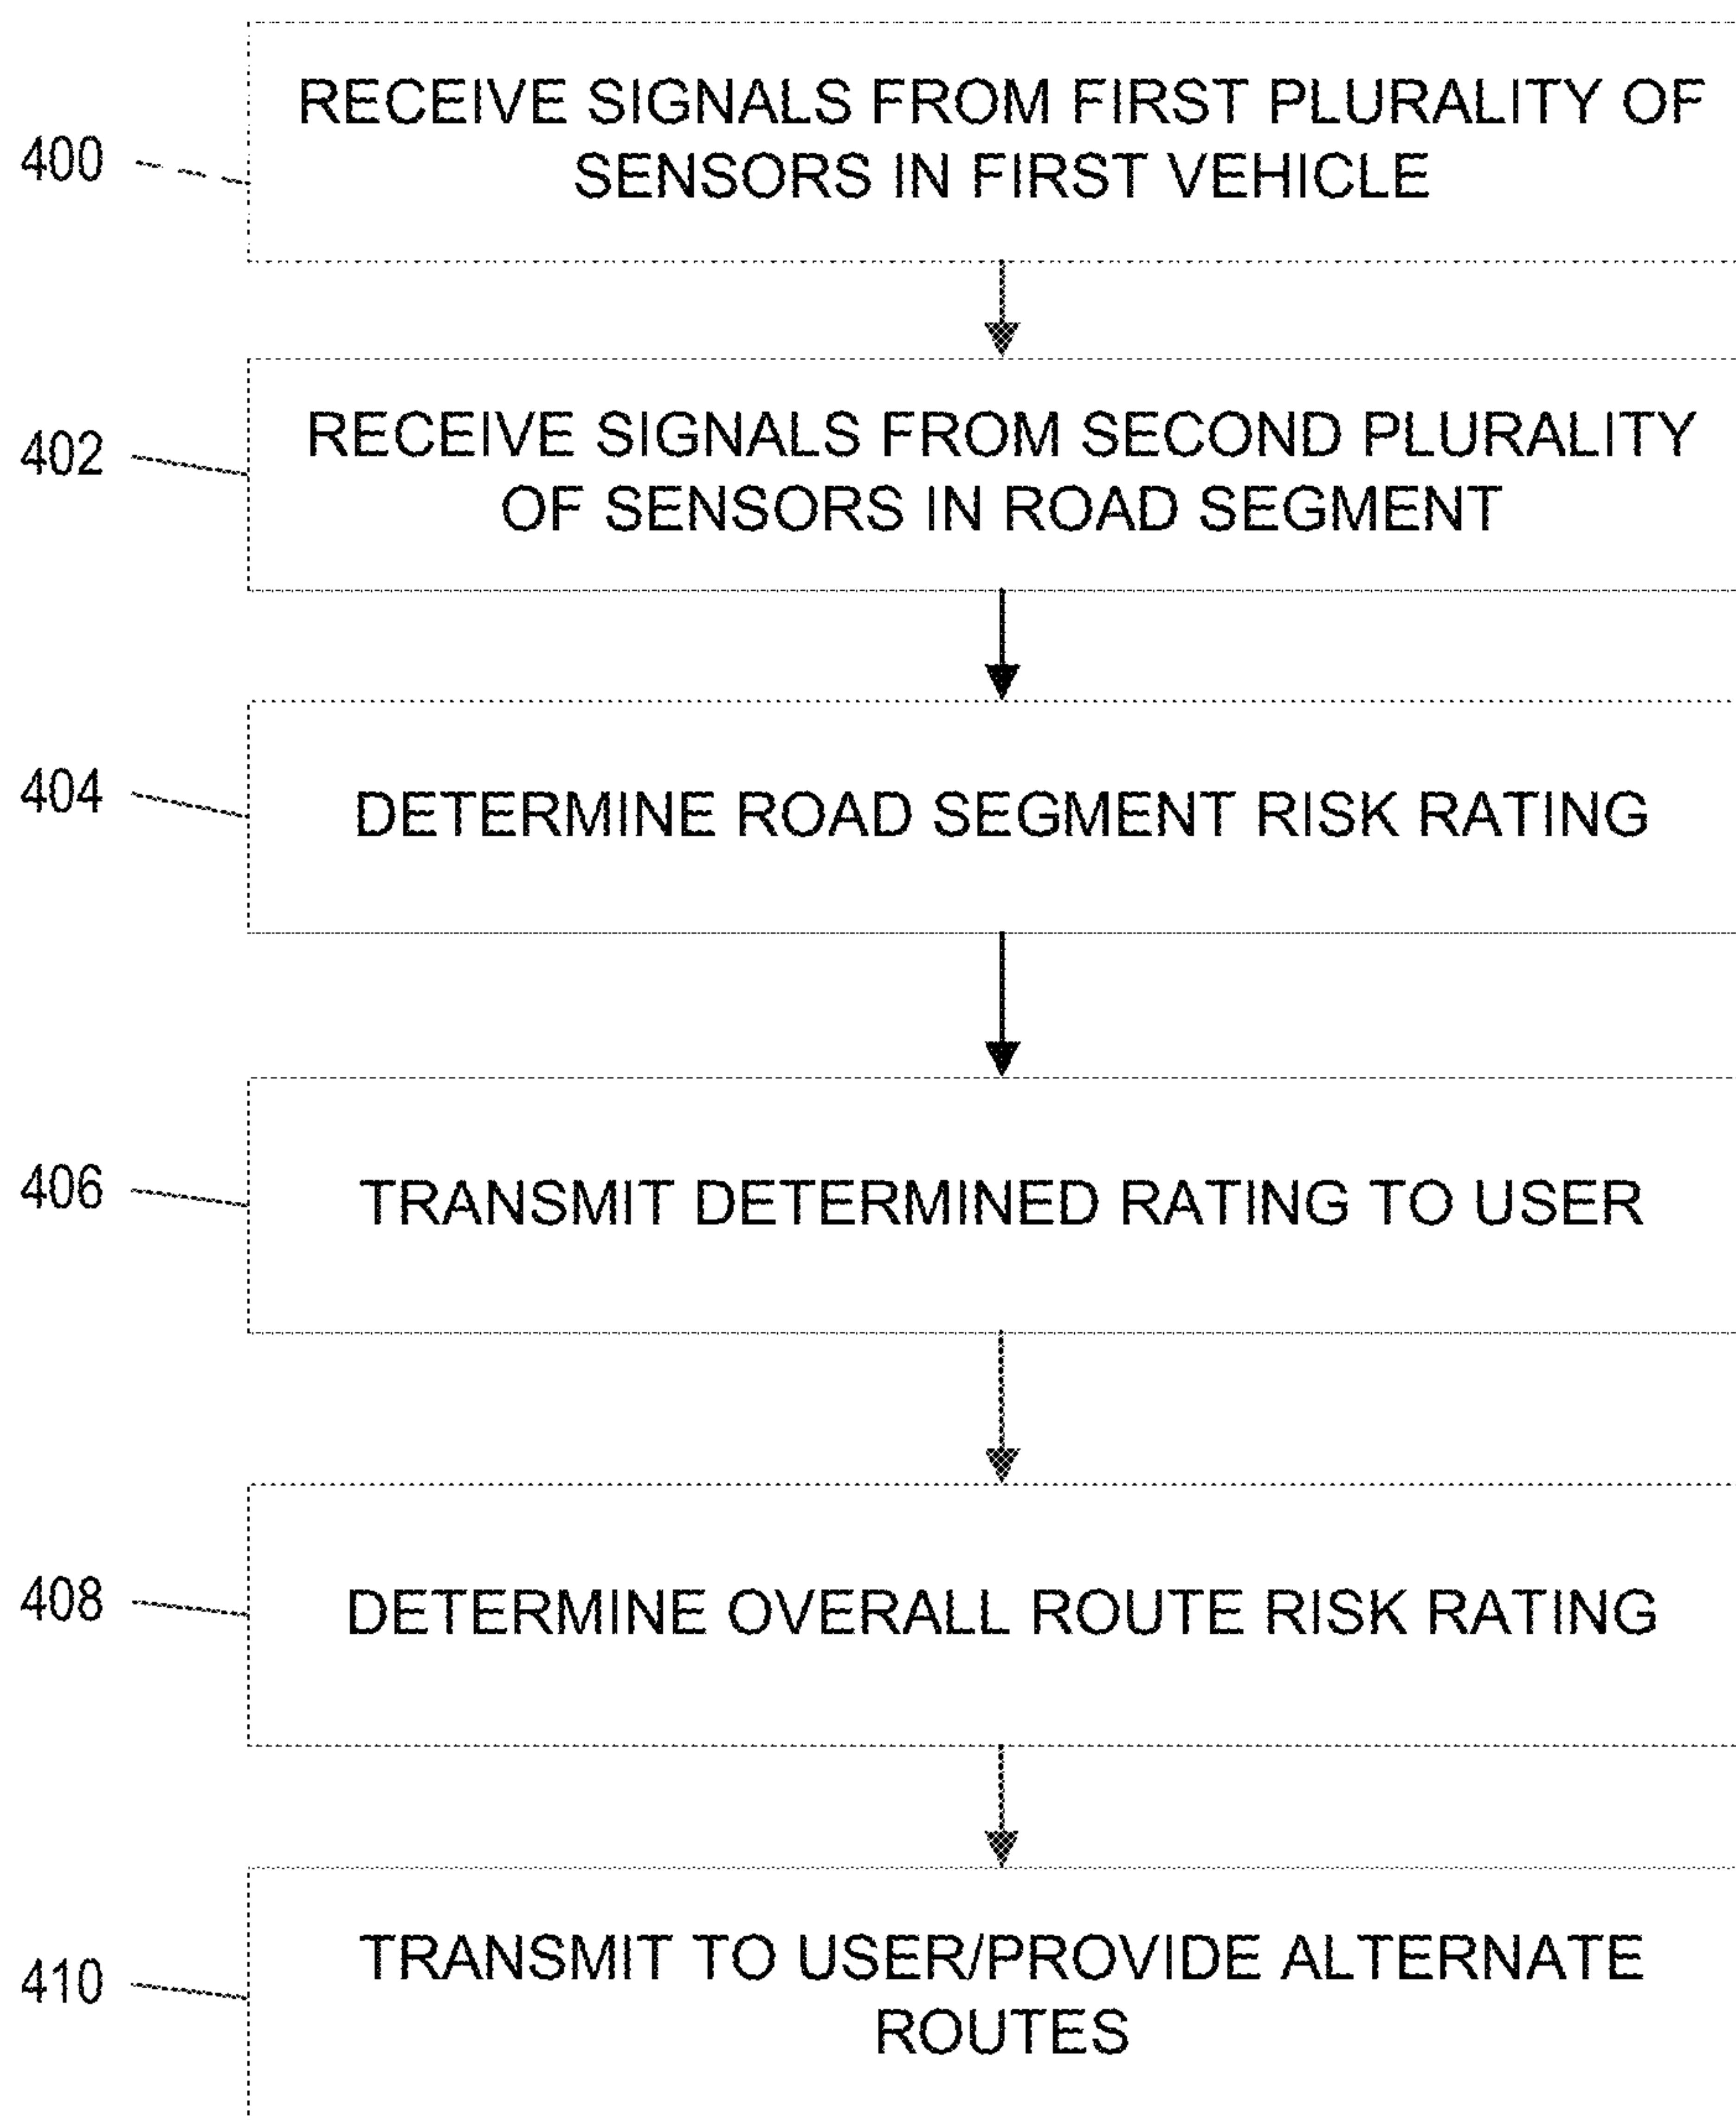 RECEIVE SIGNALS FROM FIRST PLURALITY OF
SENSORS IN FIRST VEHICLE
400
RECEIVE SIGNALS FROM SECOND PLURALITY
OF SENSORS IN ROAD SEGMENT
402
404
DETERMINE ROAD SEGMENT RISK RATING
406
TRANSMIT DETERMINED RATING TO USER
408
DETERMINE OVERALL ROUTE RISK RATING
410
TRANSMIT TO USER/PROVIDE ALTERNATE
ROUTES